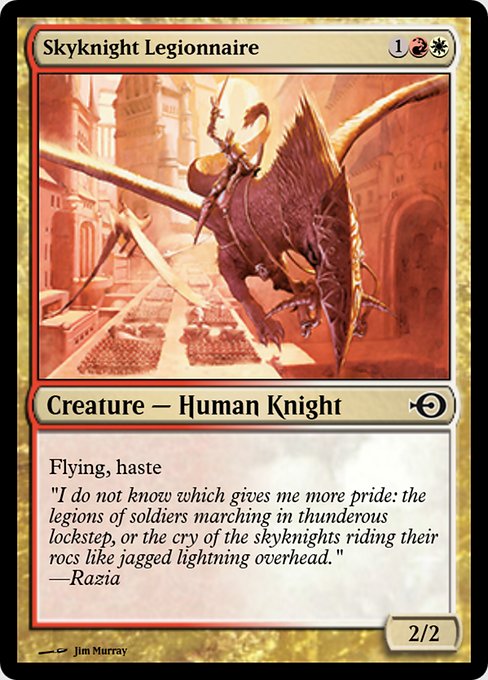 Skyknight Legionnaire 1
Creature — Human Knight
Flying, haste
"I do not know which gives me more pride: the
legions of soldiers marching in thunderous
lockstep, or the cry of the skyknights riding their
rocs like jagged lightning overhead."
—Razia
2/2
Jim Murray